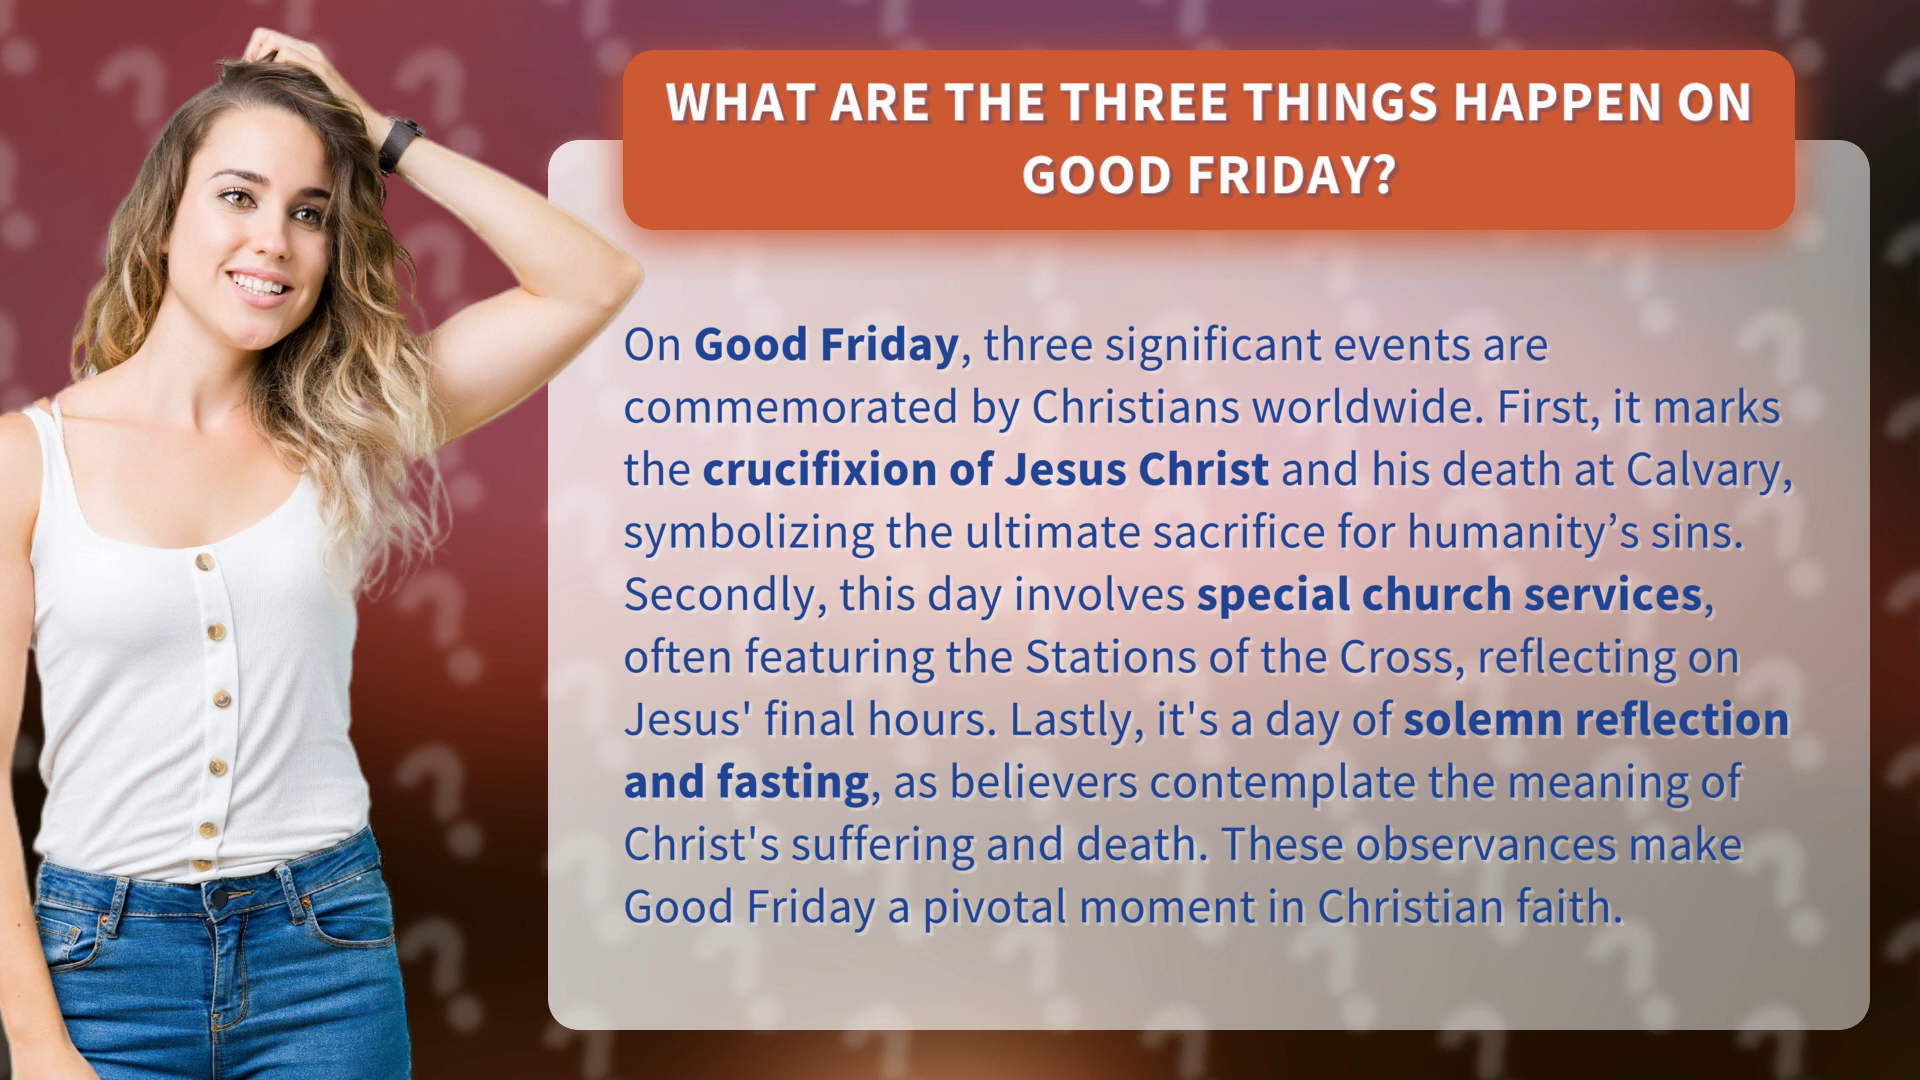 WHAT ARE THE THREE THINGS HAPPEN ON
GOOD FRIDAY?
On Good Friday, three significant events are
commemorated by Christians worldwide. First, it marks
the crucifixion of Jesus Christ and his death at Calvary,
symbolizing the ultimate sacrifice for humanity’s sins.
Secondly, this day involves special church services,
often featuring the Stations of the Cross, reflecting on
Jesus' final hours. Lastly, it's a day of solemn reflection
and fasting, as believers contemplate the meaning of
Christ's suffering and death. These observances make
Good Friday a pivotal moment in Christian faith.